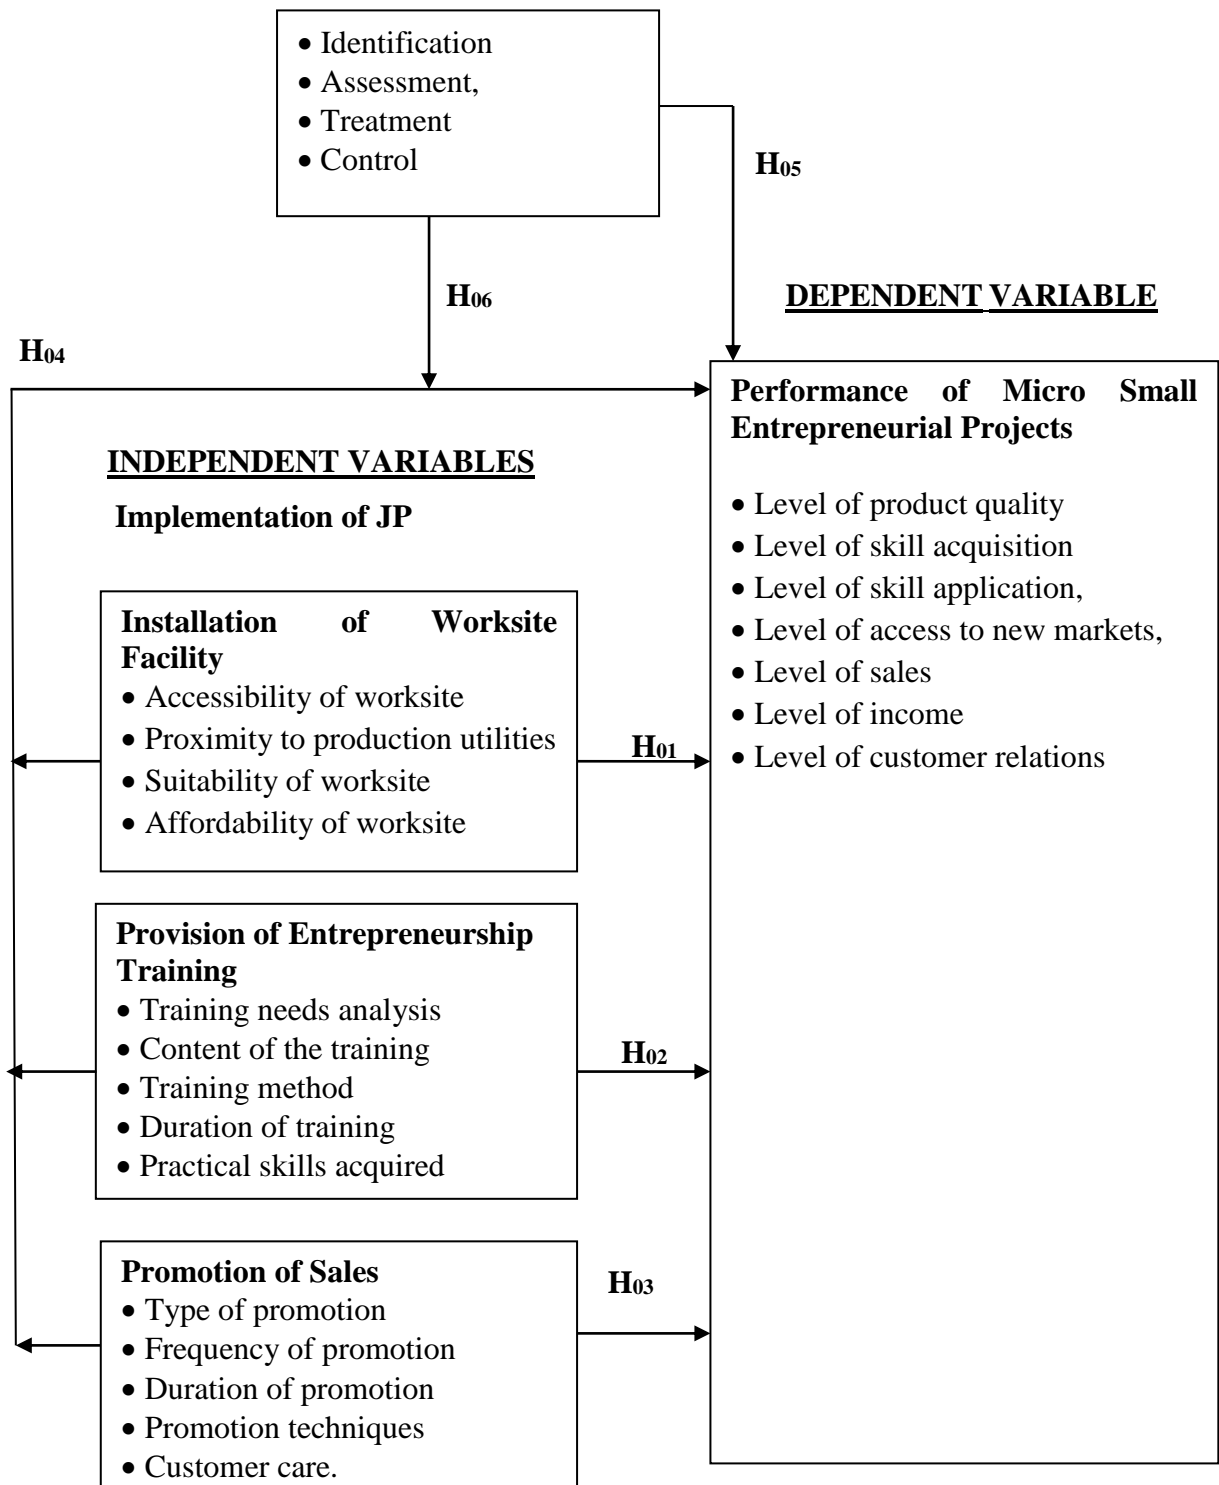 • Identification
• Assessment,
• Treatment
• Control
H05
H06
DEPENDENT VARIABLE
H04
Performance of Micro Small
Entrepreneurial Projects
• Level of product quality
• Level of skill acquisition
• Level of skill application,
• Level of access to new markets,
• Level of sales
• Level of income
• Level of customer relations
INDEPENDENT VARIABLES
Implementation of JP
Installation of Worksite
Facility
• Accessibility of worksite
• Proximity to production utilities
• Suitability of worksite
• Affordability of worksite
H01
Provision of Entrepreneurship
Training
• Training needs analysis
• Content of the training
• Training method
• Duration of training
• Practical skills acquired
H02
Promotion of Sales
• Type of promotion
• Frequency of promotion
• Duration of promotion
• Promotion techniques
• Customer care.
H03